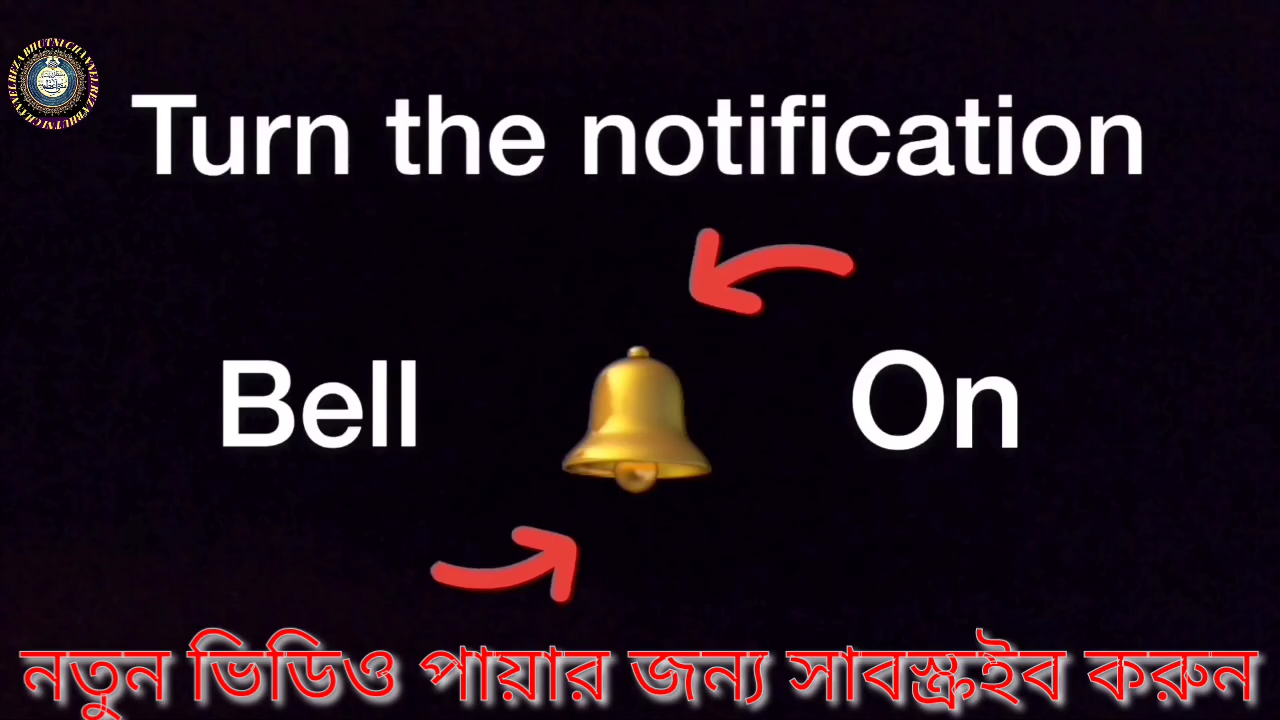 Turn the notification
Bell On
নতুন ভিডিও পায়ার জন্য সাবস্ক্রইব করুন